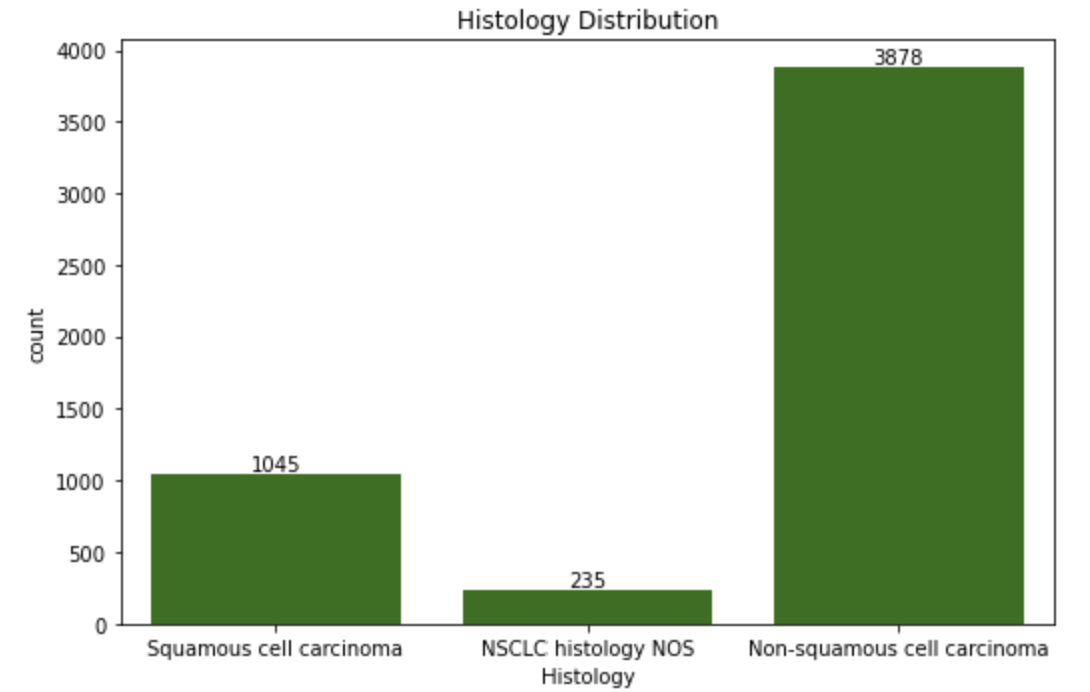 Histology Distribution
4000
3500
3000
2500
2000
1500
1000
500
0
count
1045
235
3878
Squamous cell carcinoma
NSCLC histology NOS
Non-squamous cell carcinoma
Histology